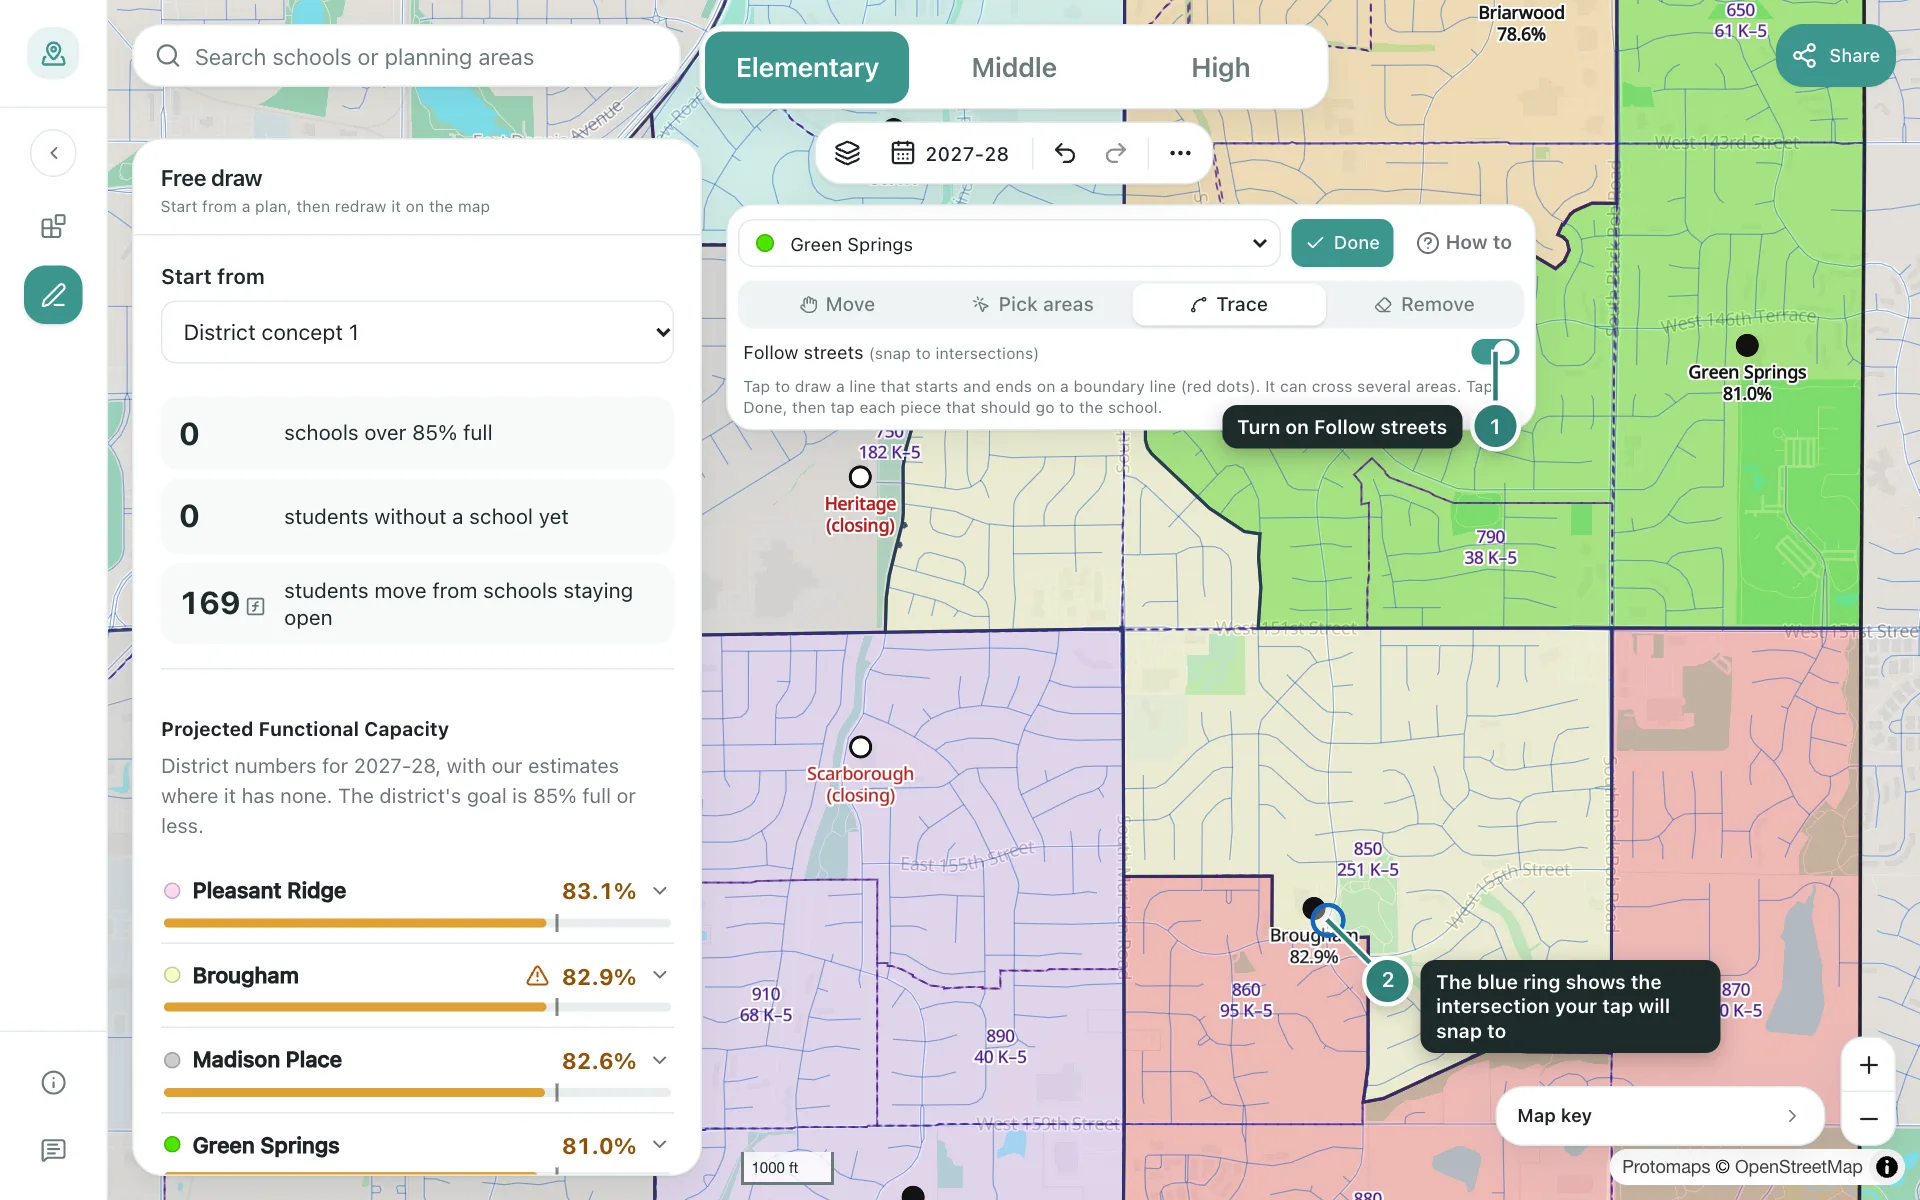 Search schools or planning areas
Elementary
Middle
High
Share
Briarwood
78.6%
650
61 K–5
2027-28
West 143rd Street
Free draw
Start from a plan, then redraw it on the map
Green Springs
Done
How to
Move
Pick areas
Trace
Remove
Follow streets (snap to intersections)
Tap to draw a line that starts and ends on a boundary line (red dots). It can cross several areas. Tap
Done, then tap each piece that should go to the school.
Turn on Follow streets
1
Start from
District concept 1
0
schools over 85% full
0
students without a school yet
169
students move from schools staying
open
Projected Functional Capacity
District numbers for 2027-28, with our estimates
where it has none. The district's goal is 85% full or
less.
Pleasant Ridge
83.1%
Brougham
82.9%
Madison Place
82.6%
Green Springs
81.0%
West 146th Terrace
Green Springs
81.0%
750
182 K–5
Heritage
(closing)
790
38 K–5
West 151st Street
West 151st Street
Scarborough
(closing)
East 155th Street
850
251 K–5
West 155th Street
Brougham
82.9%
2
The blue ring shows the
intersection your tap will
snap to
860
95 K–5
870
0 K–5
910
68 K–5
890
40 K–5
West 159th Street
Map key
1000 ft
Protomaps © OpenStreetMap
880